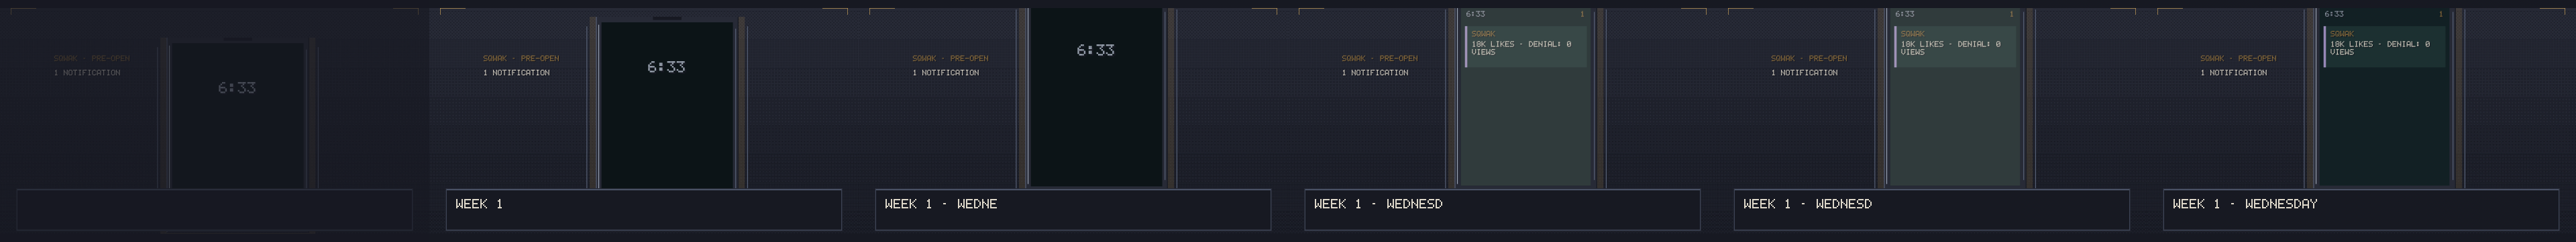 SQWAK - PRE-OPEN
1 NOTIFICATION
6:33
SQWAK - PRE-OPEN
1 NOTIFICATION
6:33
WEEK 1
SQWAK - PRE-OPEN
1 NOTIFICATION
6:33
WEEK 1 - WEDNE
SQWAK - PRE-OPEN
1 NOTIFICATION
6:33 1
SQWAK
18K LIKES - DENIAL: 0
VIEWS
WEEK 1 - WEDNESD
SQWAK - PRE-OPEN
1 NOTIFICATION
6:33 1
SQWAK
18K LIKES - DENIAL: 0
VIEWS
WEEK 1 - WEDNESD
SQWAK - PRE-OPEN
1 NOTIFICATION
6:33 1
SQWAK
18K LIKES - DENIAL: 0
VIEWS
WEEK 1 - WEDNESDAY